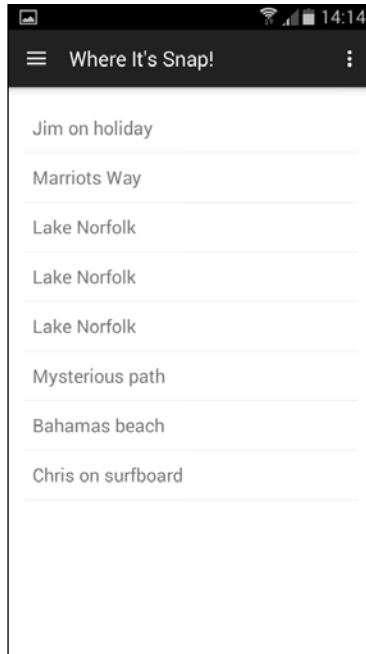 14:14
Where It's Snap!
Jim on holiday
Marriots Way
Lake Norfolk
Lake Norfolk
Lake Norfolk
Mysterious path
Bahamas beach
Chris on surfboard